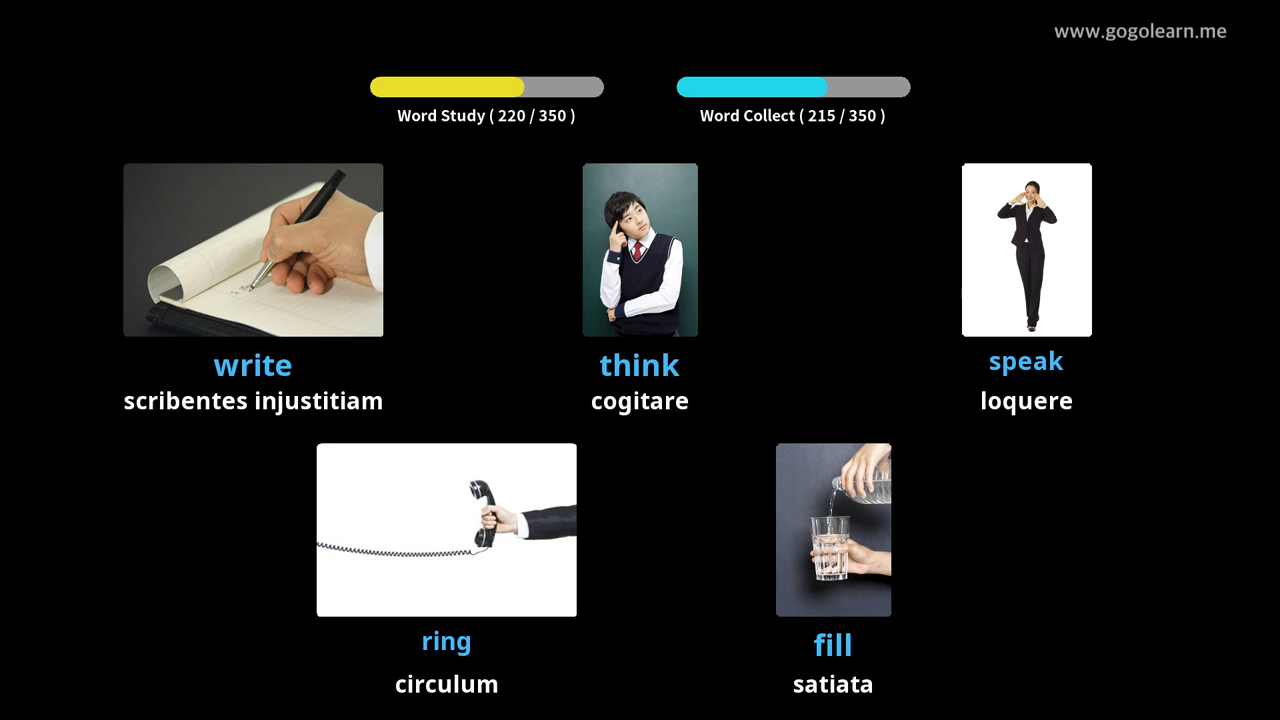 www.gogolearn.me
Word Study ( 220 / 350 )
Word Collect ( 215 / 350 )
write
scribentes injustitiam
think
cogitare
speak
loquere
ring
circulum
fill
satiata